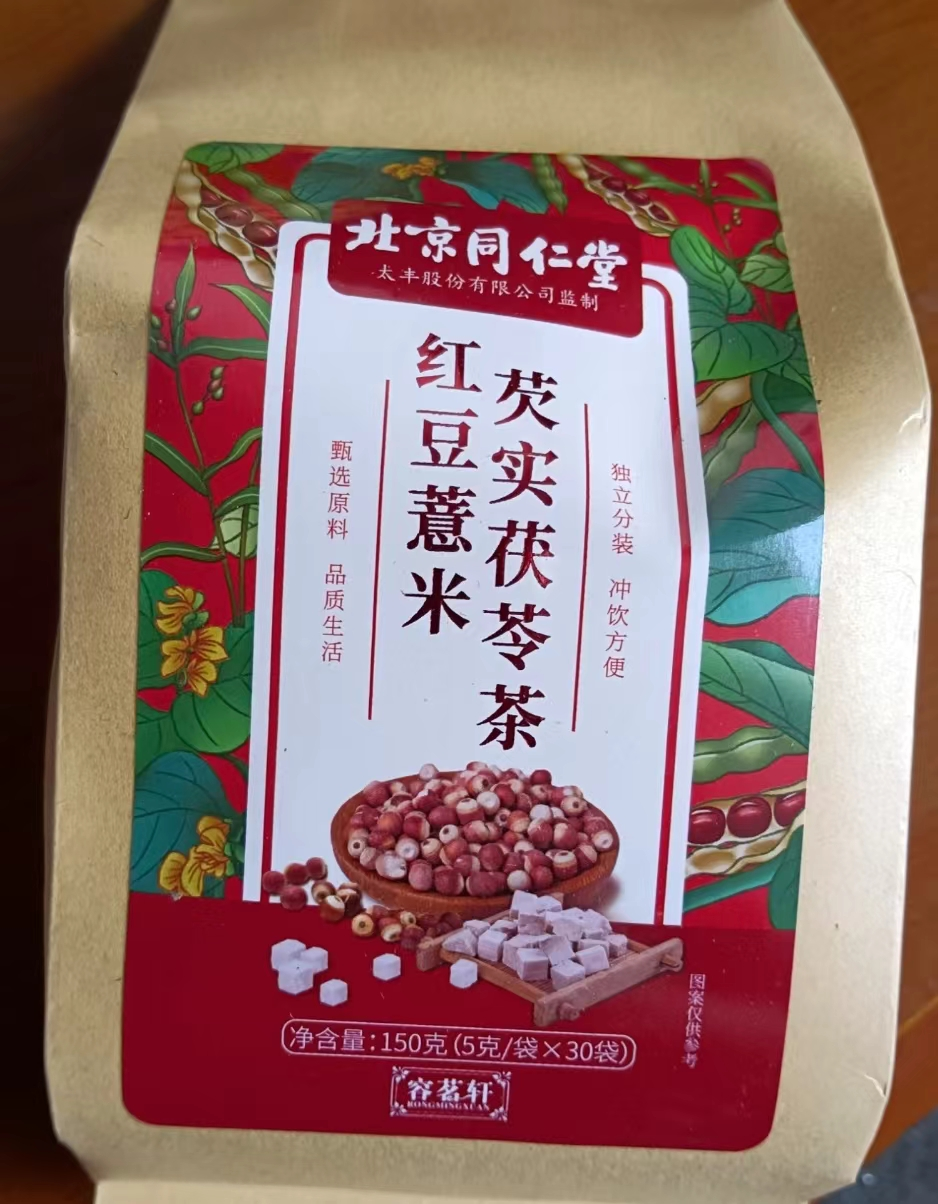 北京同仁堂
太丰股份有限公司监制
红豆薏米
芡实茯苓茶
甄选原料 品质生活
独立分装 冲饮方便
图案仅供参考
净含量:150克(5克/袋×30袋)
容茗轩
RONGMINGXUAN